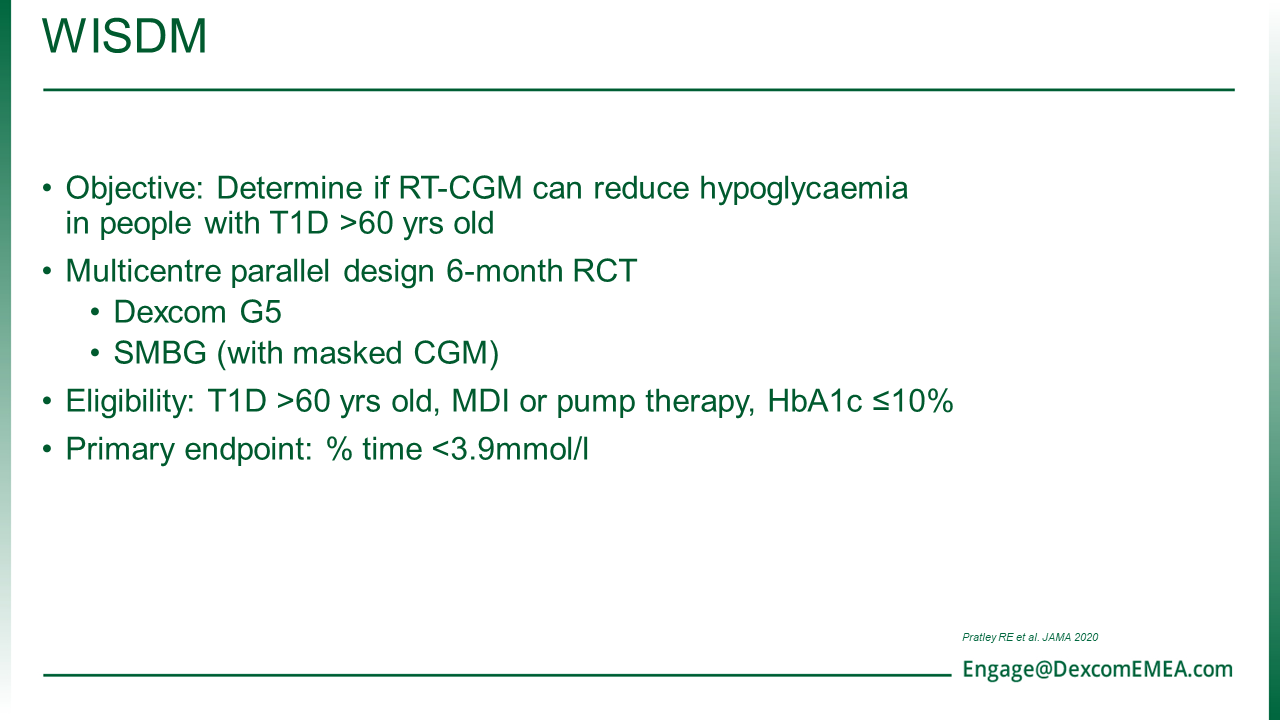 WISDM
• Objective: Determine if RT-CGM can reduce hypoglycaemia
in people with T1D >60 yrs old
• Multicentre parallel design 6-month RCT
• Dexcom G5
• SMBG (with masked CGM)
• Eligibility: T1D >60 yrs old, MDI or pump therapy, HbA1c ≤10%
• Primary endpoint: % time <3.9mmol/l
Pratley RE et al. JAMA 2020
Engage@DexcomEMEA.com